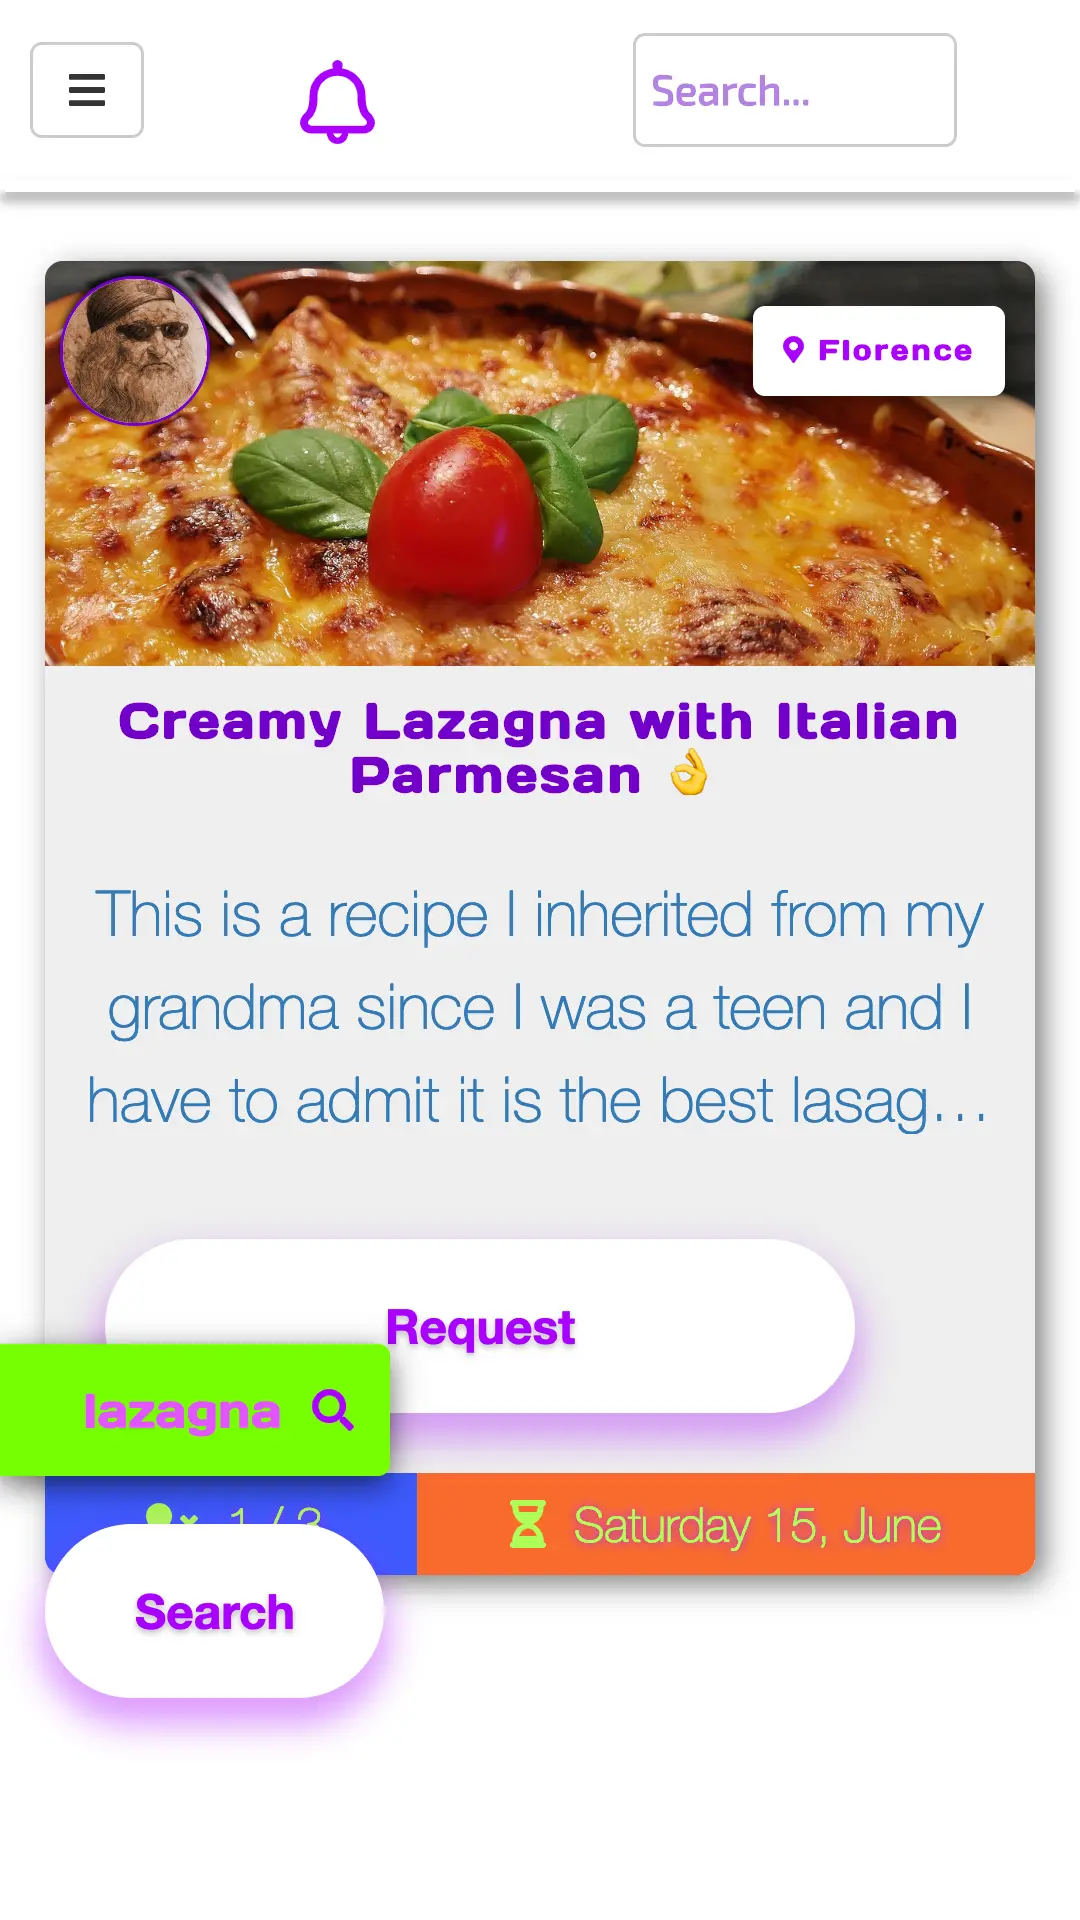 Search...
Florence
Creamy Lazagna with Italian
Parmesan 👌
This is a recipe I inherited from my
grandma since I was a teen and I
have to admit it is the best lasag...
Request
lazagna
1 / 3
Saturday 15, June
Search